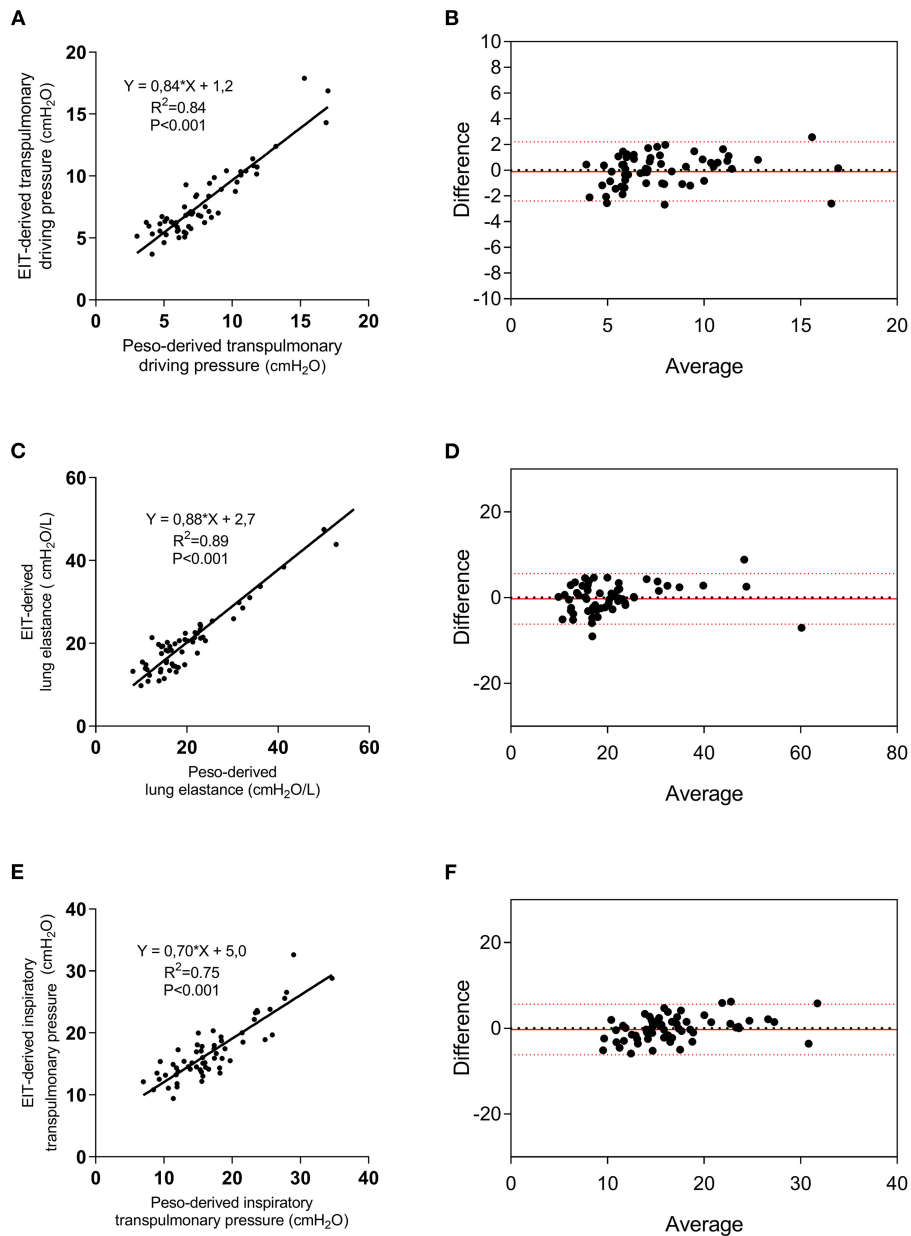 A
20
15
10
5
0
0 5 10 15 20
Y = 0,84*X + 1,2
R²=0.84
P<0.001
EIT-derived transpulmonary
driving pressure (cmH₂O)
Peso-derived transpulmonary
driving pressure (cmH₂O)
B
10
8
6
4
2
0
-2
-4
-6
-8
-10
0 5 10 15 20
Difference
Average
C
60
40
20
0
0 20 40 60
Y = 0,88*X + 2,7
R²=0.89
P<0.001
EIT-derived
lung elastance ( cmH₂O/L)
Peso-derived
lung elastance (cmH₂O/L)
D
20
0
-20
0 20 40 60 80
Difference
Average
E
40
30
20
10
0
0 10 20 30 40
Y = 0,70*X + 5,0
R²=0.75
P<0.001
EIT-derived inspiratory
transpulmonary pressure (cmH₂O)
Peso-derived inspiratory
transpulmonary pressure (cmH₂O)
F
20
0
-20
0 10 20 30 40
Difference
Average